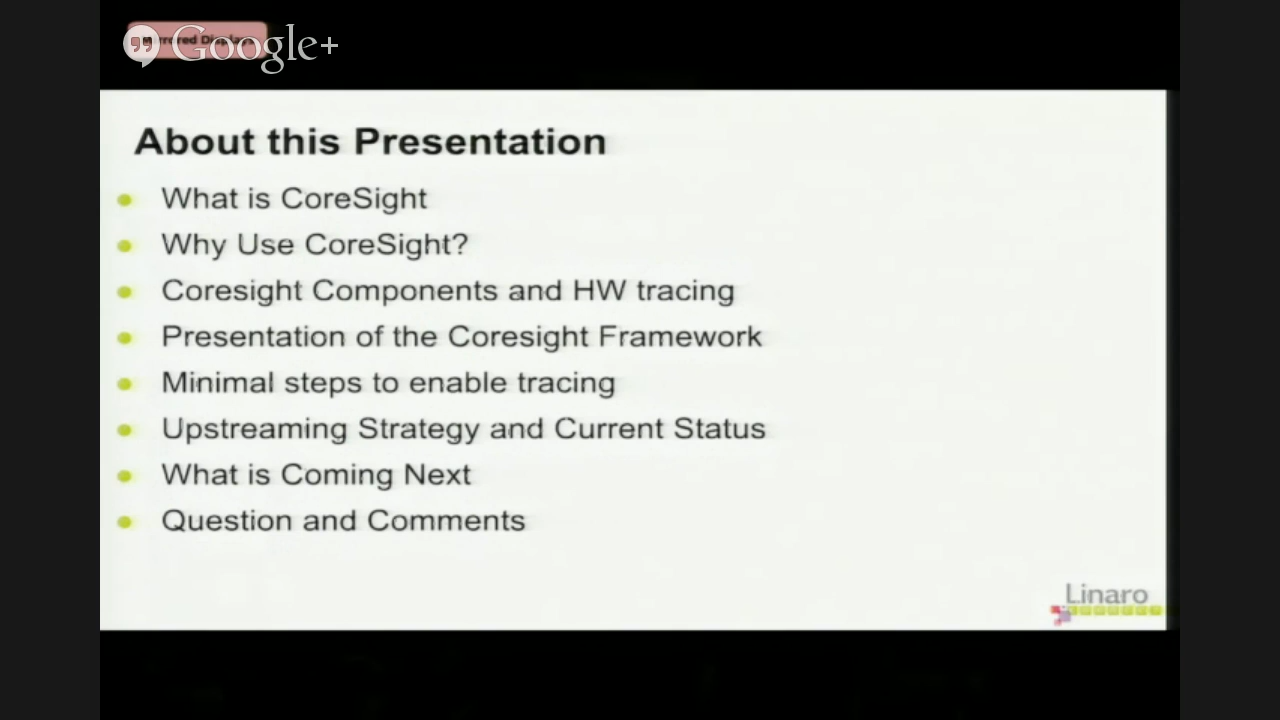 Google+
About this Presentation
What is CoreSight
Why Use CoreSight?
Coresight Components and HW tracing
Presentation of the Coresight Framework
Minimal steps to enable tracing
Upstreaming Strategy and Current Status
What is Coming Next
Question and Comments
Linaro